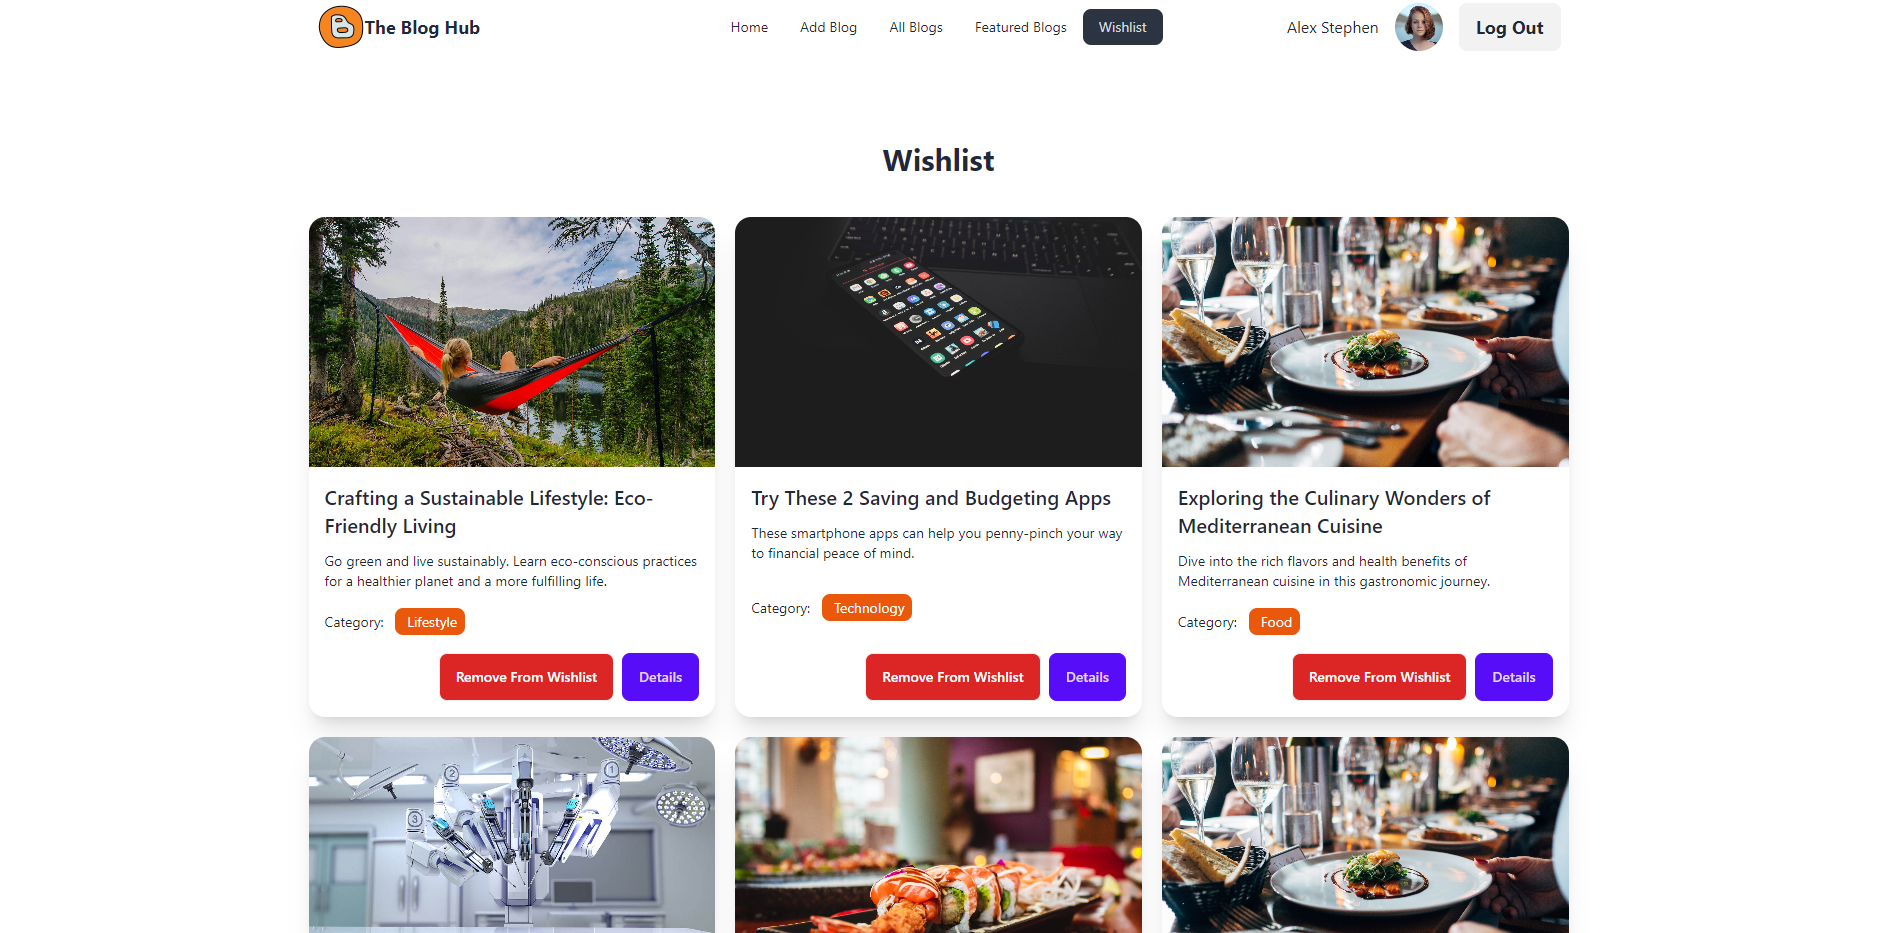 The Blog Hub
Home
Add Blog
All Blogs
Featured Blogs
Wishlist
Alex Stephen
Log Out
Wishlist
Crafting a Sustainable Lifestyle: Eco-
Friendly Living
Go green and live sustainably. Learn eco-conscious practices
for a healthier planet and a more fulfilling life.
Category:
Lifestyle
Remove From Wishlist
Details
Try These 2 Saving and Budgeting Apps
These smartphone apps can help you penny-pinch your way
to financial peace of mind.
Category:
Technology
Remove From Wishlist
Details
Exploring the Culinary Wonders of
Mediterranean Cuisine
Dive into the rich flavors and health benefits of
Mediterranean cuisine in this gastronomic journey.
Category:
Food
Remove From Wishlist
Details
2
1
3